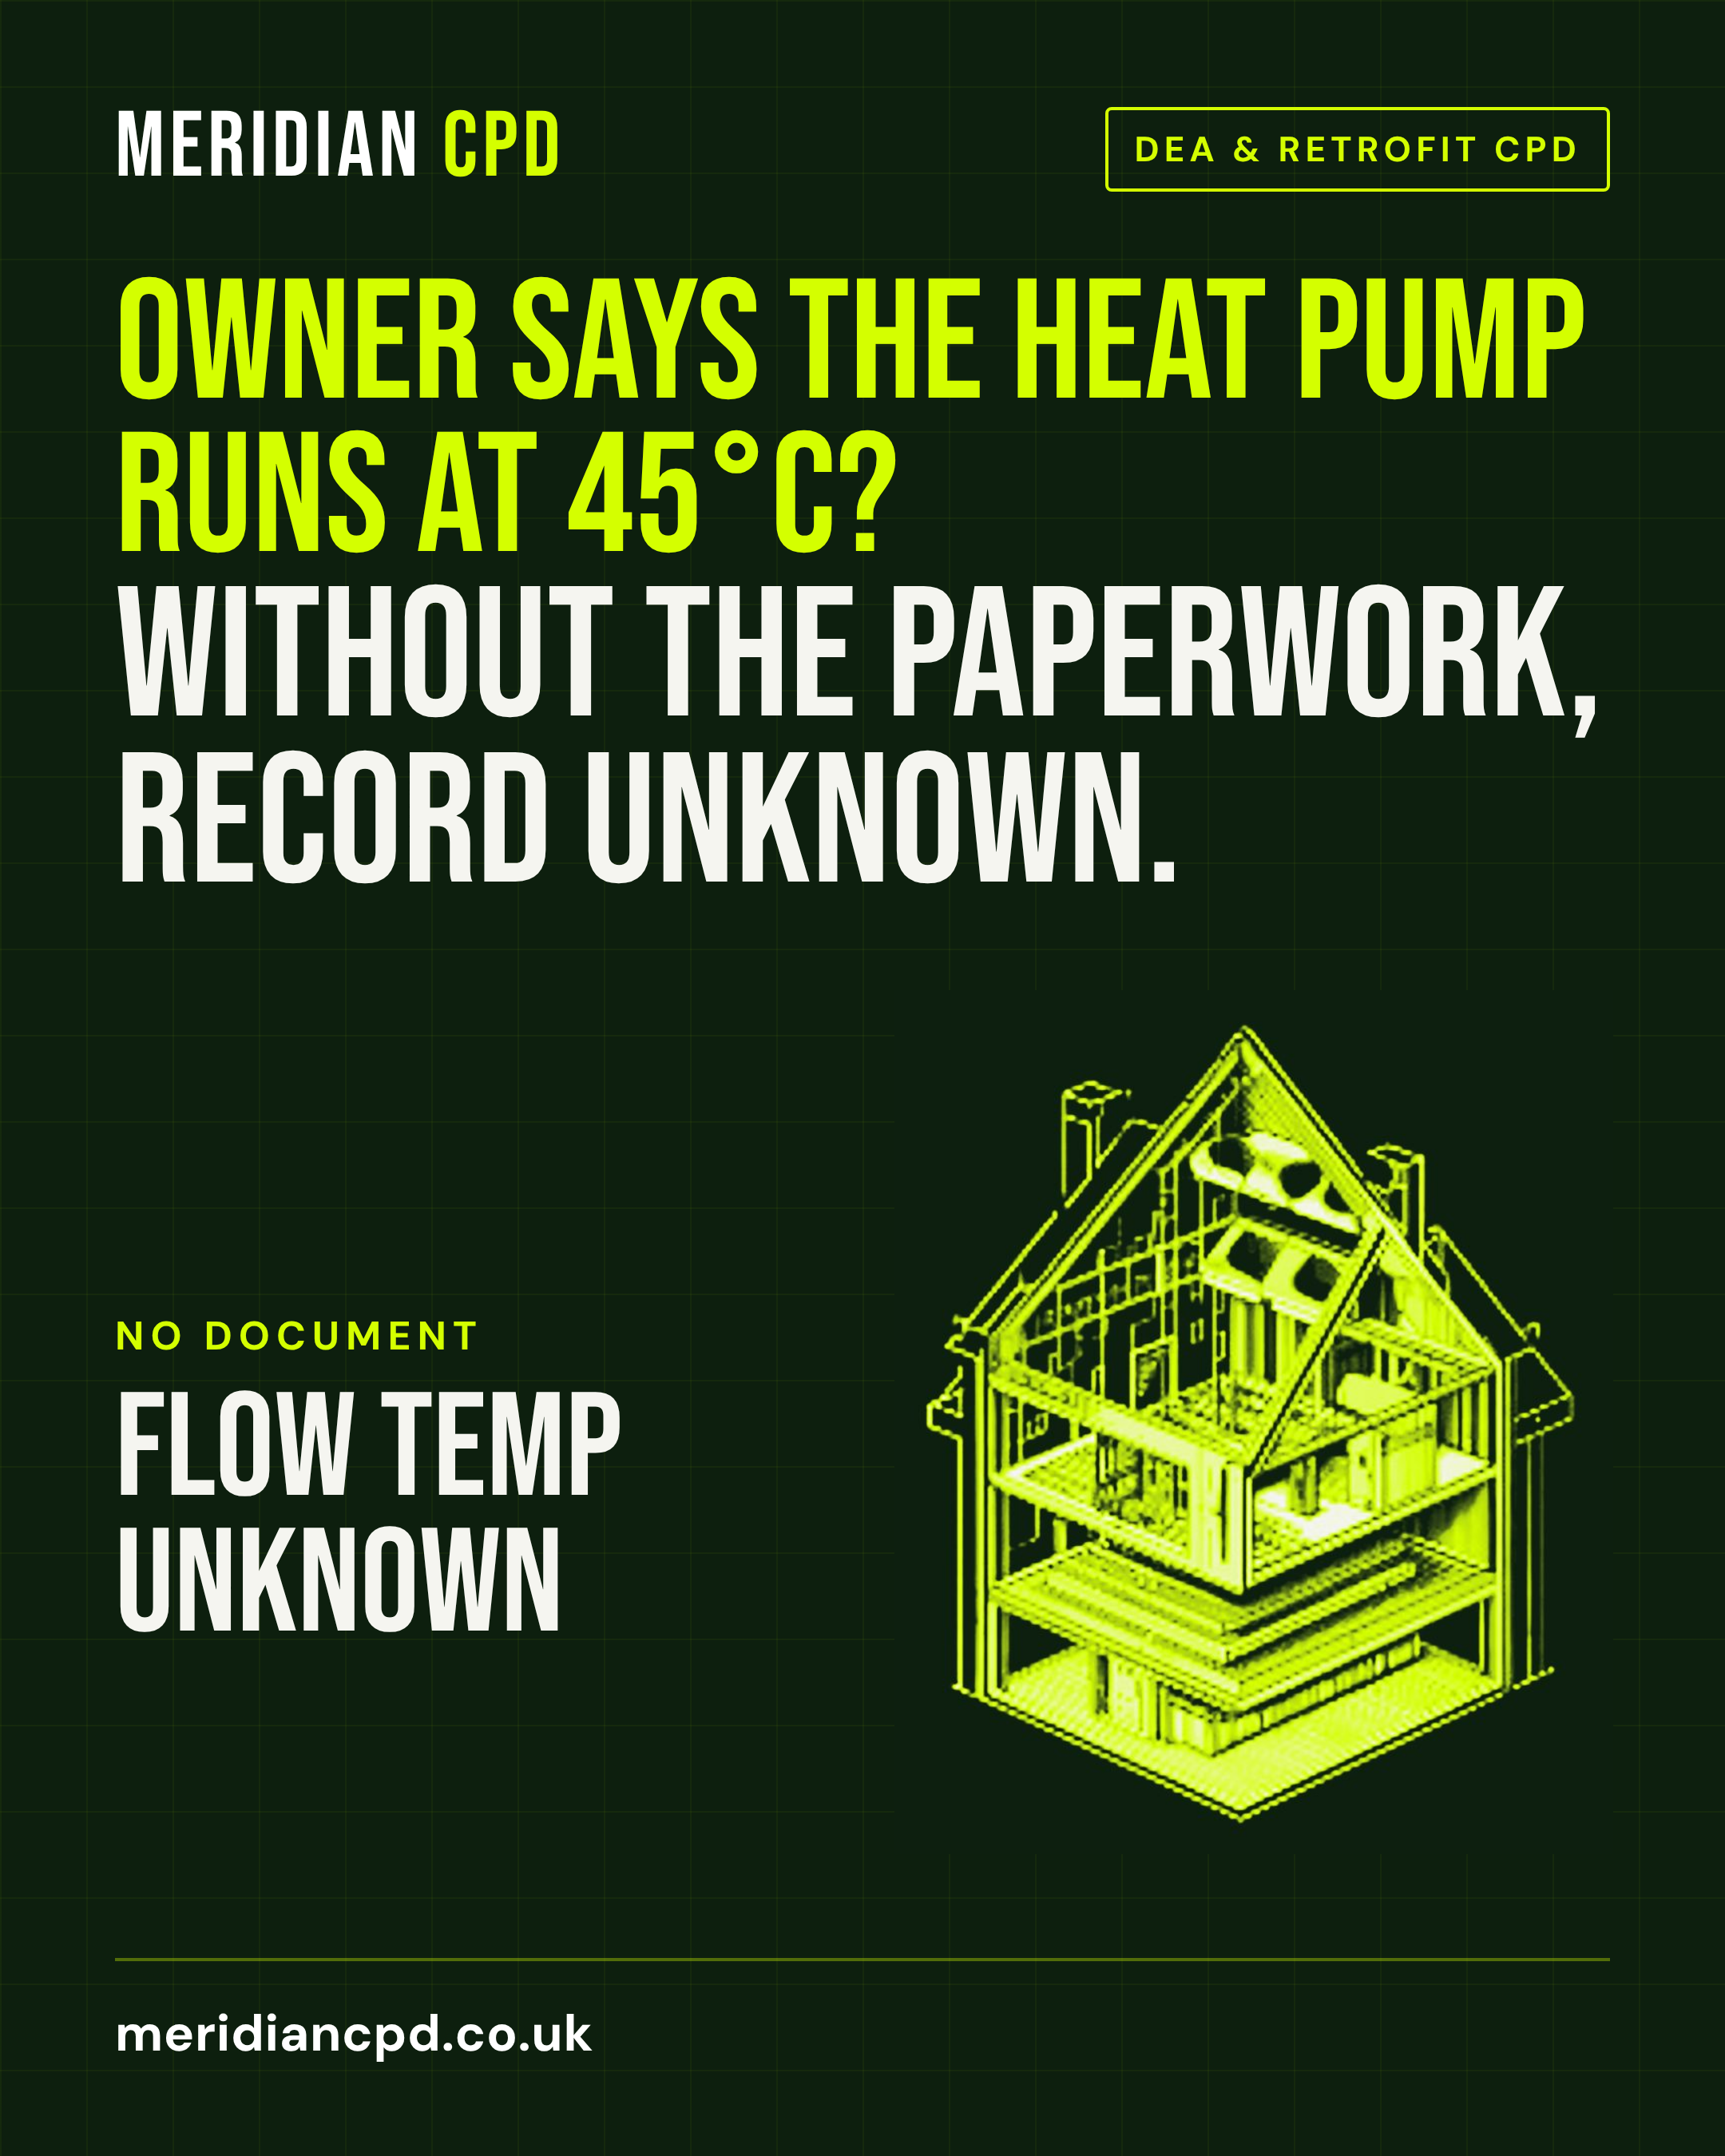 MERIDIAN CPD
DEA & RETROFIT CPD
OWNER SAYS THE HEAT PUMP
RUNS AT 45°C?
WITHOUT THE PAPERWORK,
RECORD UNKNOWN.
NO DOCUMENT
FLOW TEMP
UNKNOWN
meridiancpd.co.uk